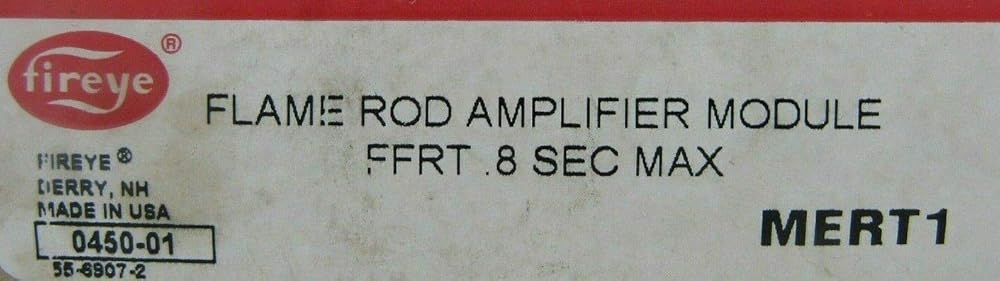 fireye®
FLAME ROD AMPLIFIER MODULE
FFRT .8 SEC MAX
FIREYE®
DERRY, NH
MADE IN USA
0450-01
55-6907-2
MERT1